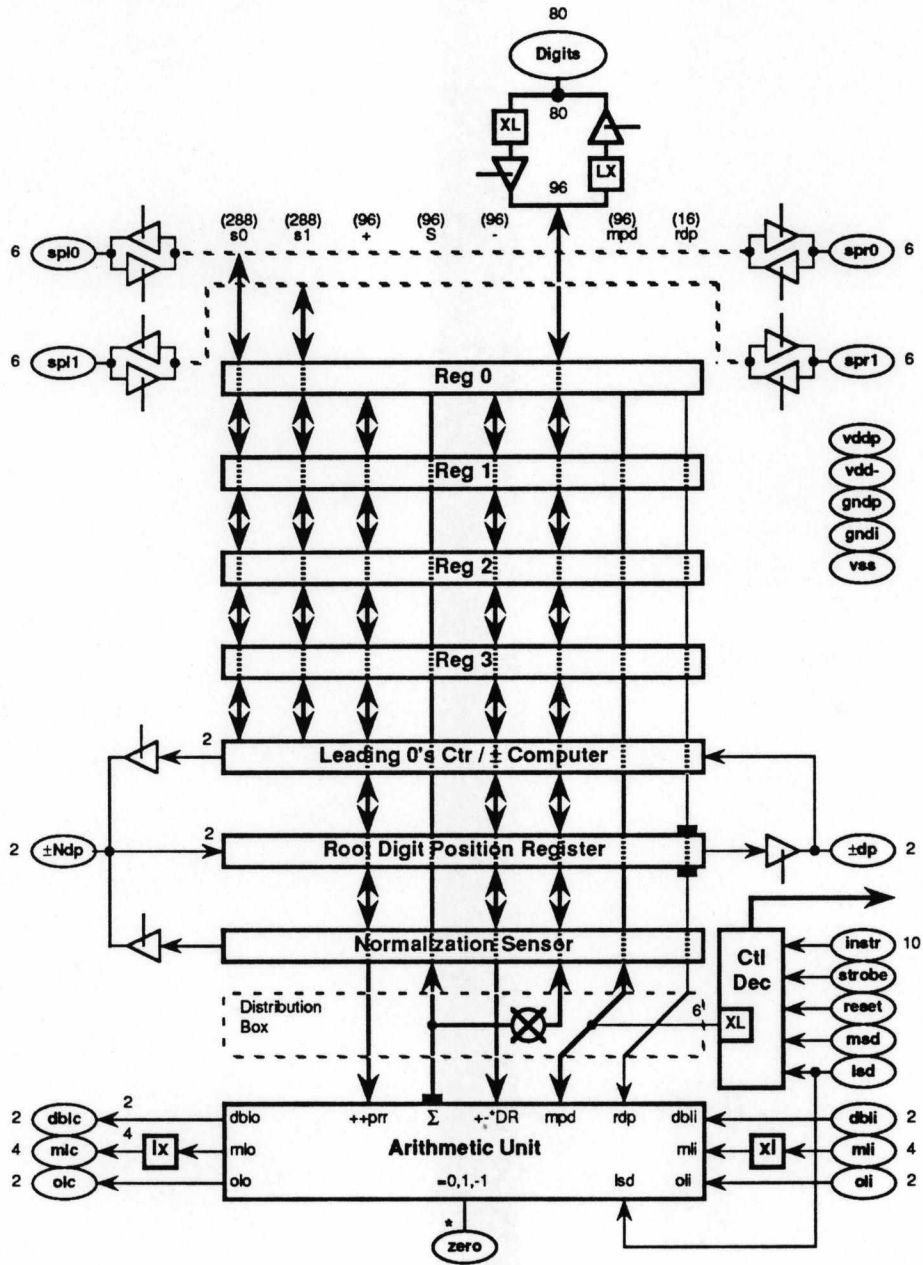 80
Digits
80
XL
LX
96
(288) (288) (96) (96) (96) (96) (16)
s0 s1 + S - mpd rdp
6 spl0 spr0 6
6 spl1 spr1 6
Reg 0
vddp
Reg 1
vdd-
gndp
gndi
Reg 2
vss
Reg 3
2
Leading 0's Ctr / ± Computer
2 ±Ndp 2 Root Digit Position Register ±dp 2
Normalization Sensor
Ctl
Dec
instr 10
strobe
Distribution
Box
6
XL
reset
msd
lsd
2 dblc 2 dblo ++prr Σ +-*DR mpd rdp dbli dbli 2
4 mlc 4 lx mlo Arithmetic Unit mli xl mli 4
2 olc olo =0,1,-1 lsd oli oli 2
*
zero